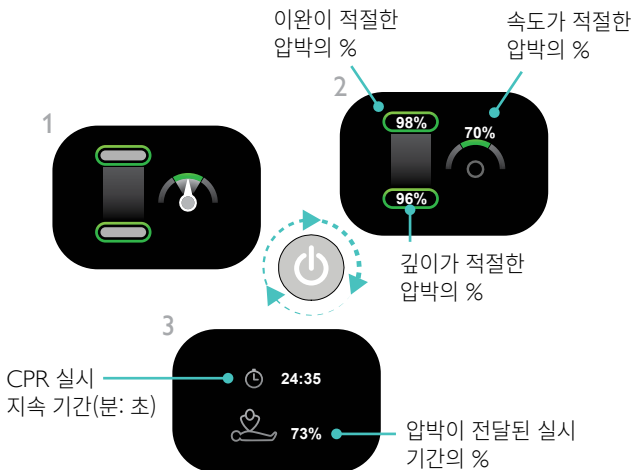 이완이 적절한
압박의 %
속도가 적절한
압박의 %
1
2
98%
70%
96%
깊이가 적절한
압박의 %
3
CPR 실시
지속 기간(분: 초)
24:35
73%
압박이 전달된 실시
기간의 %